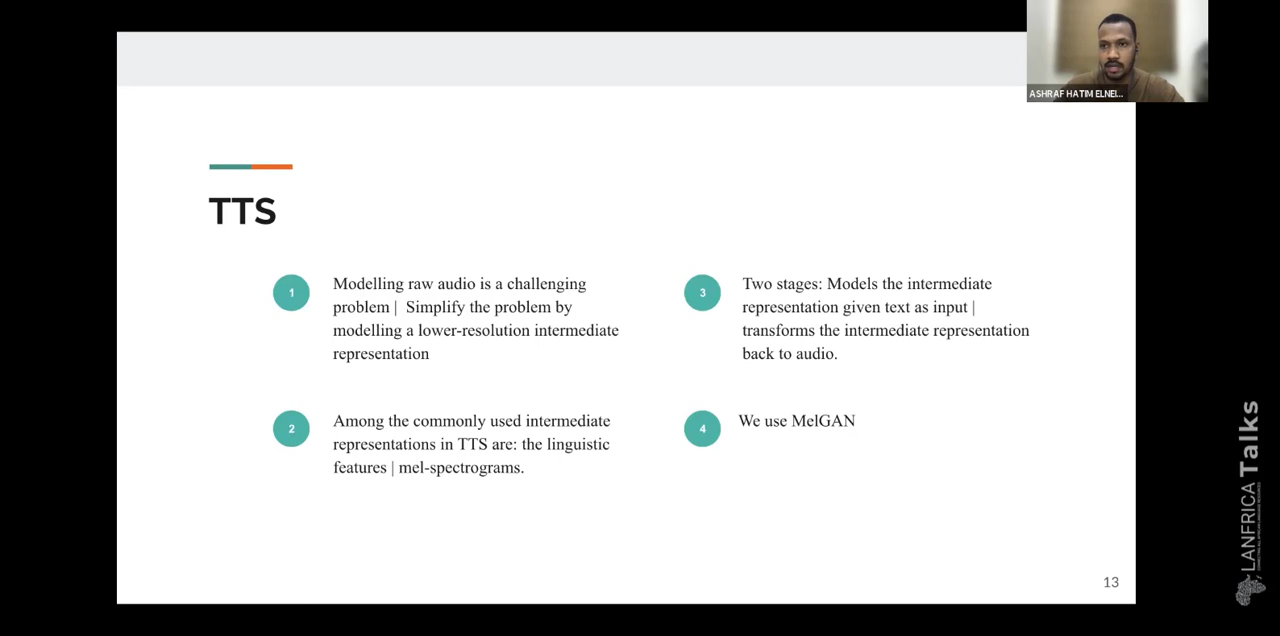 ASHRAF HATIM ELNEI...
TTS
1
Modelling raw audio is a challenging
problem | Simplify the problem by
modelling a lower-resolution intermediate
representation
2
Among the commonly used intermediate
representations in TTS are: the linguistic
features | mel-spectrograms.
3
Two stages: Models the intermediate
representation given text as input |
transforms the intermediate representation
back to audio.
4
We use MelGAN
13
LANFRICA Talks